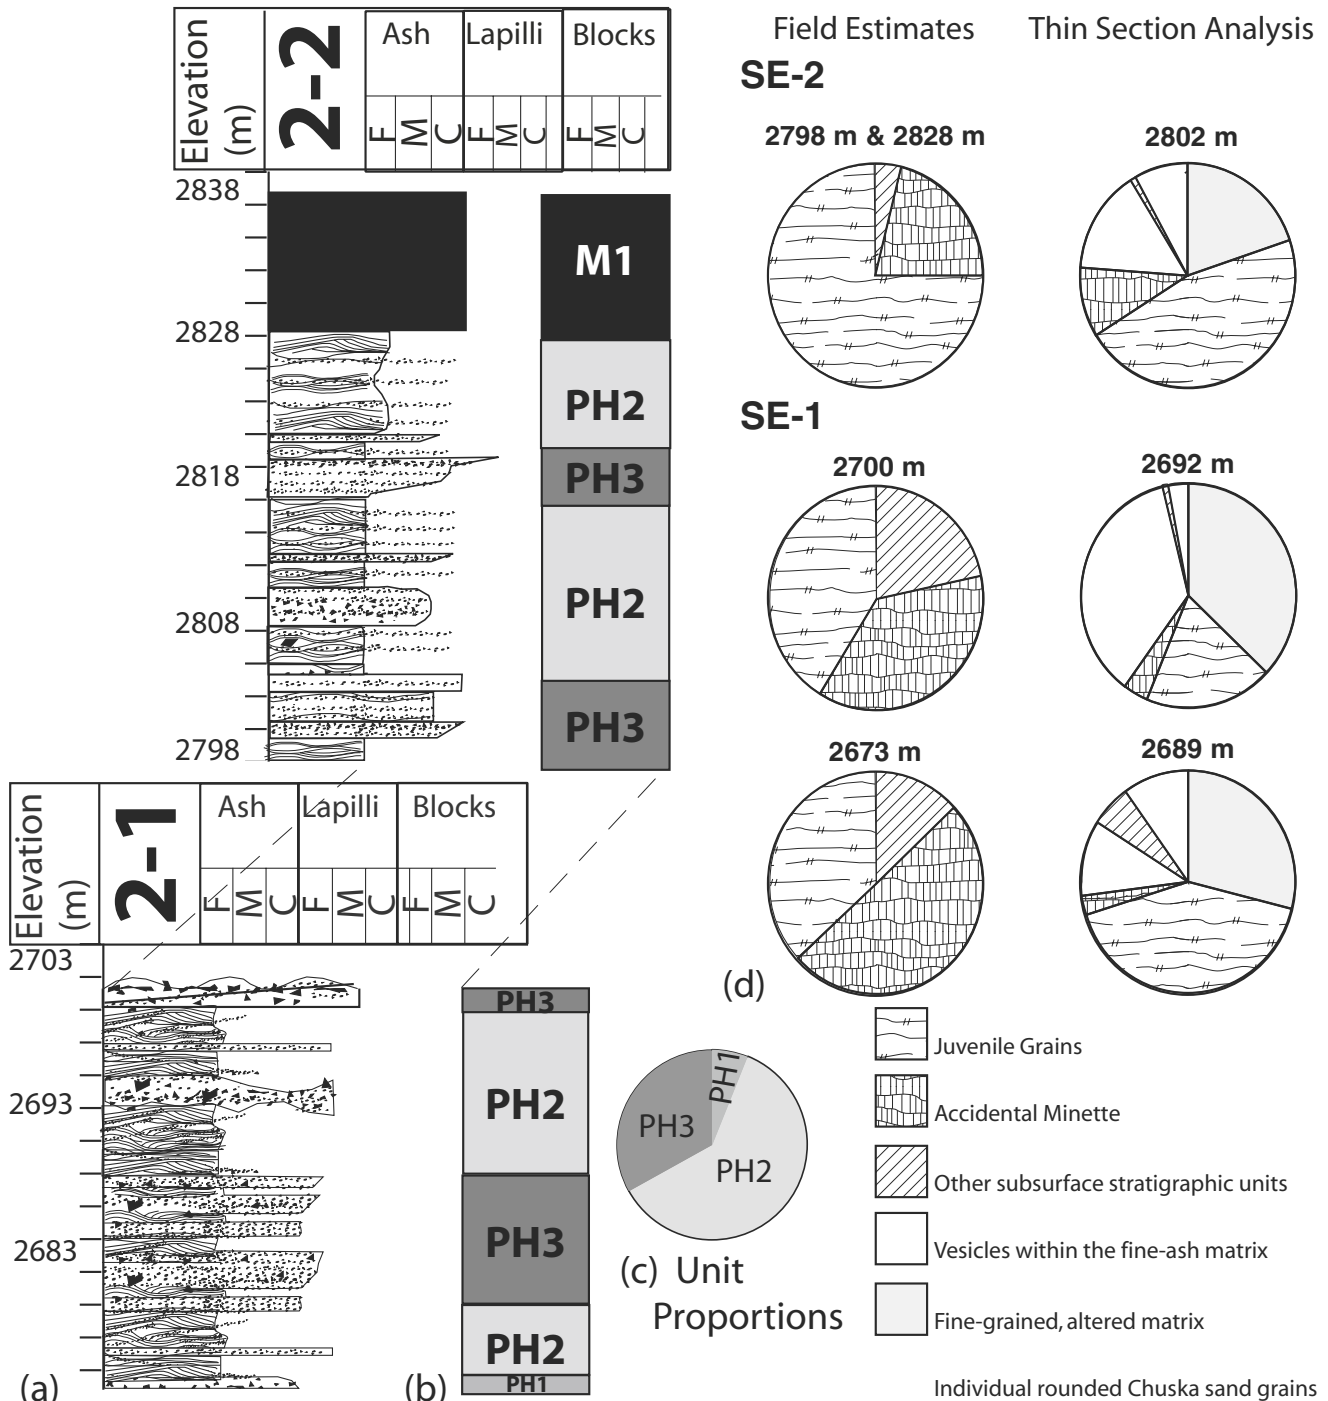 Elevation
(m)
2-2
Ash
Lapilli
Blocks
F M C F M C F M C
2838
2828
2818
2808
2798
M1
PH2
PH3
PH2
PH3
Elevation
(m)
2-1
Ash
Lapilli
Blocks
F M C F M C F M C
2703
2693
2683
(a)
PH3
PH2
PH3
PH2
PH1
(b)
PH1
PH3
PH2
(c) Unit
Proportions
Field Estimates
Thin Section Analysis
SE-2
2798 m & 2828 m
2802 m
SE-1
2700 m
2692 m
2673 m
2689 m
(d)
Juvenile Grains
Accidental Minette
Other subsurface stratigraphic units
Vesicles within the fine-ash matrix
Fine-grained, altered matrix
Individual rounded Chuska sand grains